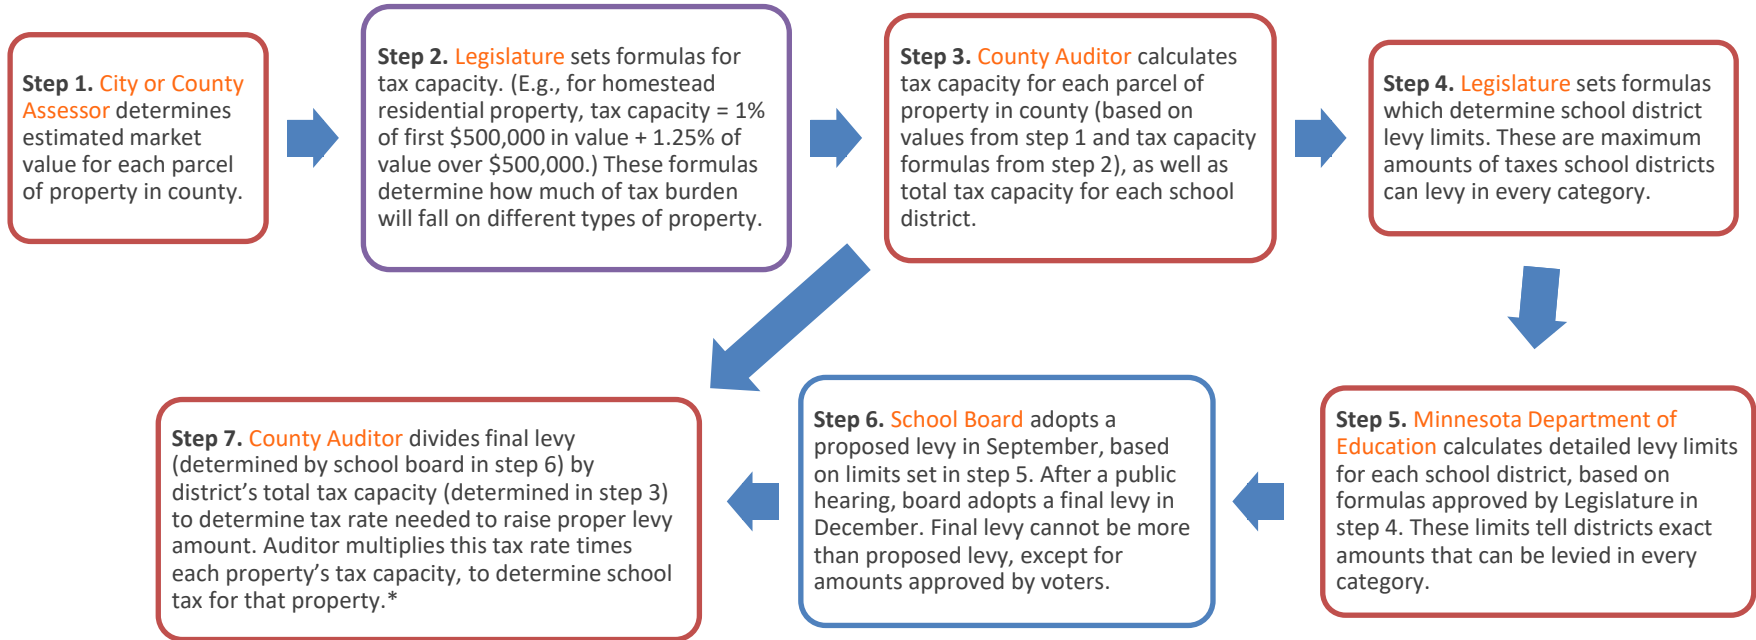 Step 1. City or County
Assessor determines
estimated market
value for each parcel
of property in county.
Step 2. Legislature sets formulas for
tax capacity. (E.g., for homestead
residential property, tax capacity = 1%
of first $500,000 in value + 1.25% of
value over $500,000.) These formulas
determine how much of tax burden
will fall on different types of property.
Step 3. County Auditor calculates
tax capacity for each parcel of
property in county (based on
values from step 1 and tax capacity
formulas from step 2), as well as
total tax capacity for each school
district.
Step 4. Legislature sets formulas
which determine school district
levy limits. These are maximum
amounts of taxes school districts
can levy in every category.
Step 5. Minnesota Department of
Education calculates detailed levy limits
for each school district, based on
formulas approved by Legislature in
step 4. These limits tell districts exact
amounts that can be levied in every
category.
Step 6. School Board adopts a
proposed levy in September, based
on limits set in step 5. After a public
hearing, board adopts a final levy in
December. Final levy cannot be more
than proposed levy, except for
amounts approved by voters.
Step 7. County Auditor divides final levy
(determined by school board in step 6) by
district’s total tax capacity (determined in step 3)
to determine tax rate needed to raise proper levy
amount. Auditor multiplies this tax rate times
each property’s tax capacity, to determine school
tax for that property.*